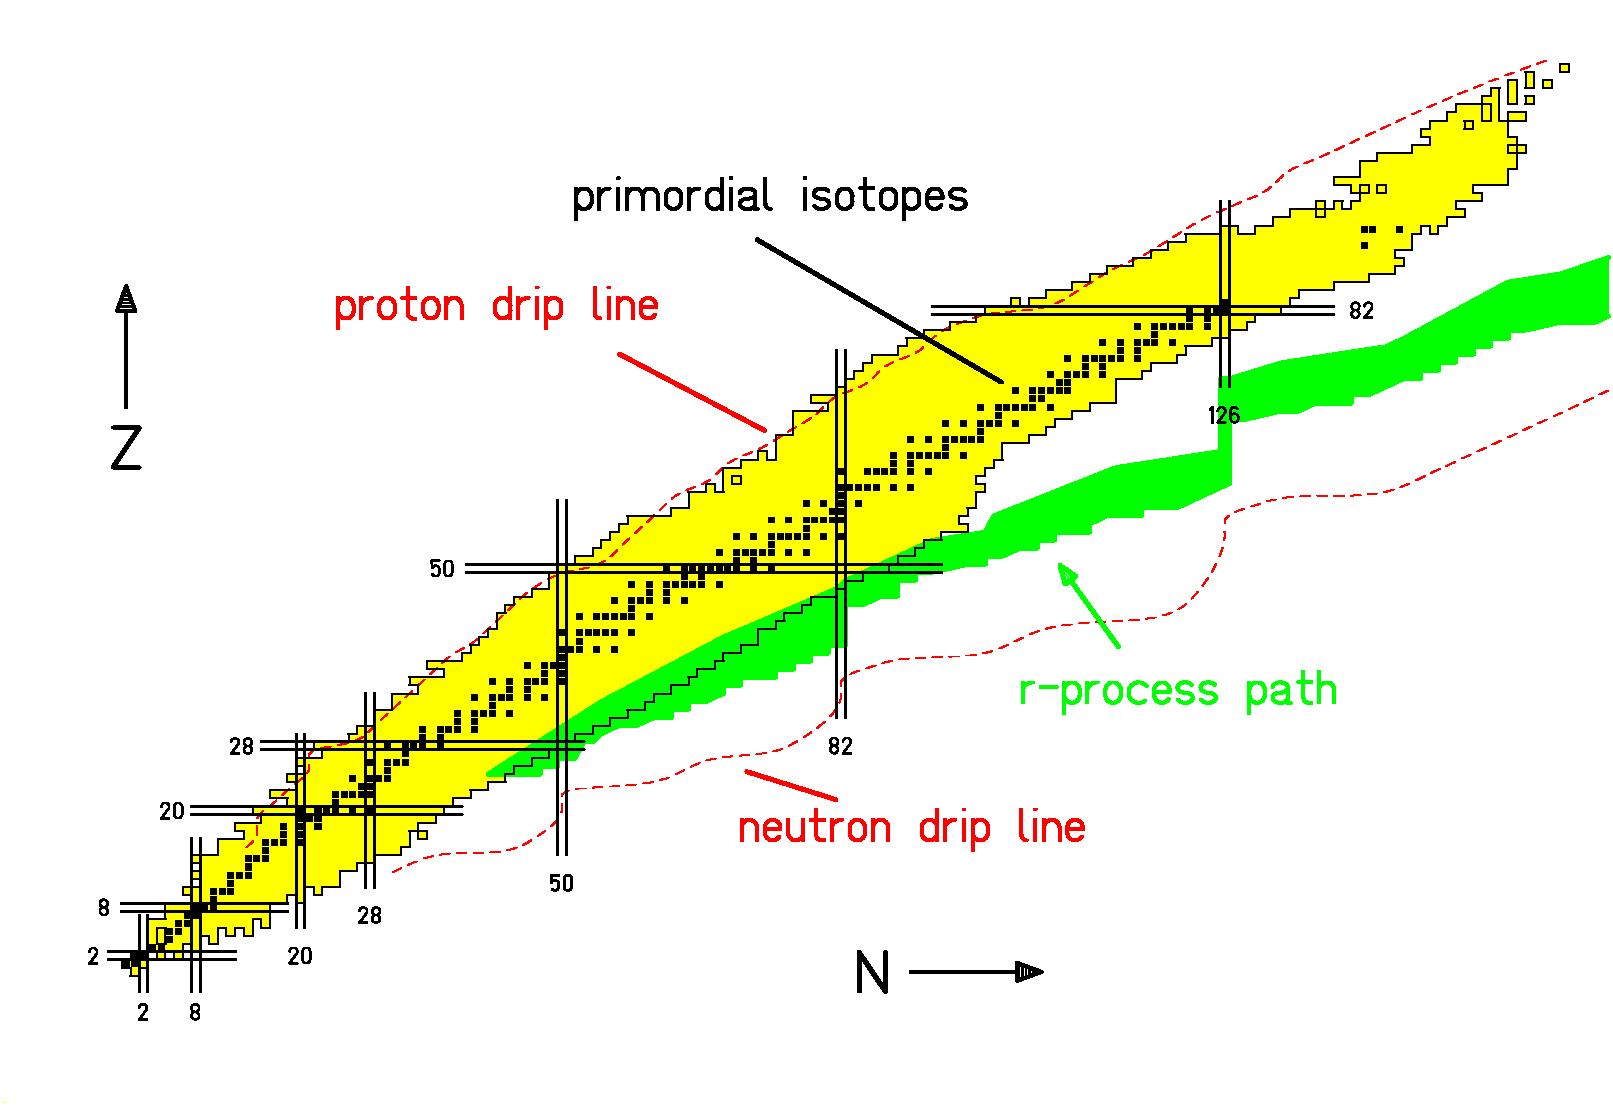 primordial isotopes
proton drip line
82
Z
126
50
r-process path
28
82
20
neutron drip line
50
8
28
2
20
N
2
8